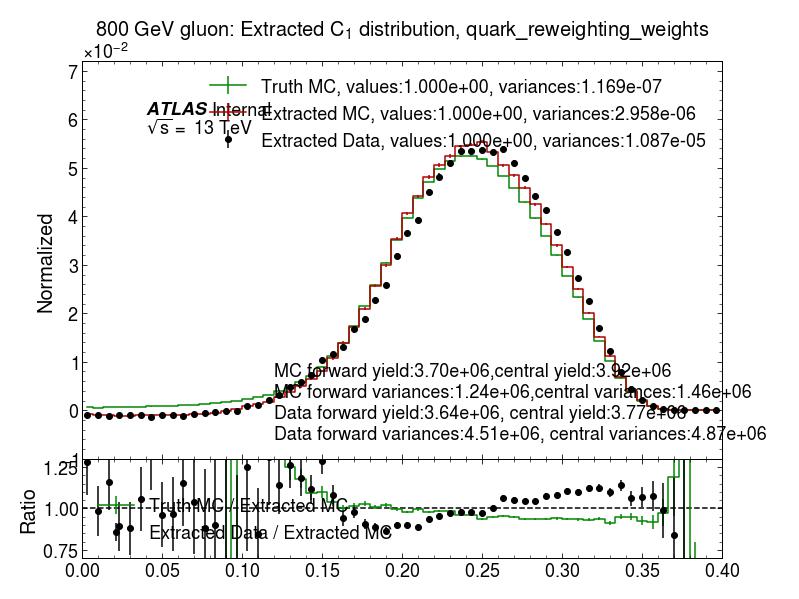 800 GeV gluon: Extracted C₁ distribution, quark_reweighting_weights
×10⁻²
Truth MC, values:1.000e+00, variances:1.169e-07
ATLAS Internal
Extracted MC, values:1.000e+00, variances:2.958e-06
√s = 13 TeV
Extracted Data, values:1.000e+00, variances:1.087e-05
7
6
5
4
3
2
1
0
Normalized
MC forward yield:3.70e+06,central yield:3.92e+06
MC forward variances:1.24e+06,central variances:1.46e+06
Data forward yield:3.64e+06, central yield:3.77e+06
Data forward variances:4.51e+06, central variances:4.87e+06
1.25
1.00
0.75
Ratio
Truth MC / Extracted MC
Extracted Data / Extracted MC
0.00 0.05 0.10 0.15 0.20 0.25 0.30 0.35 0.40